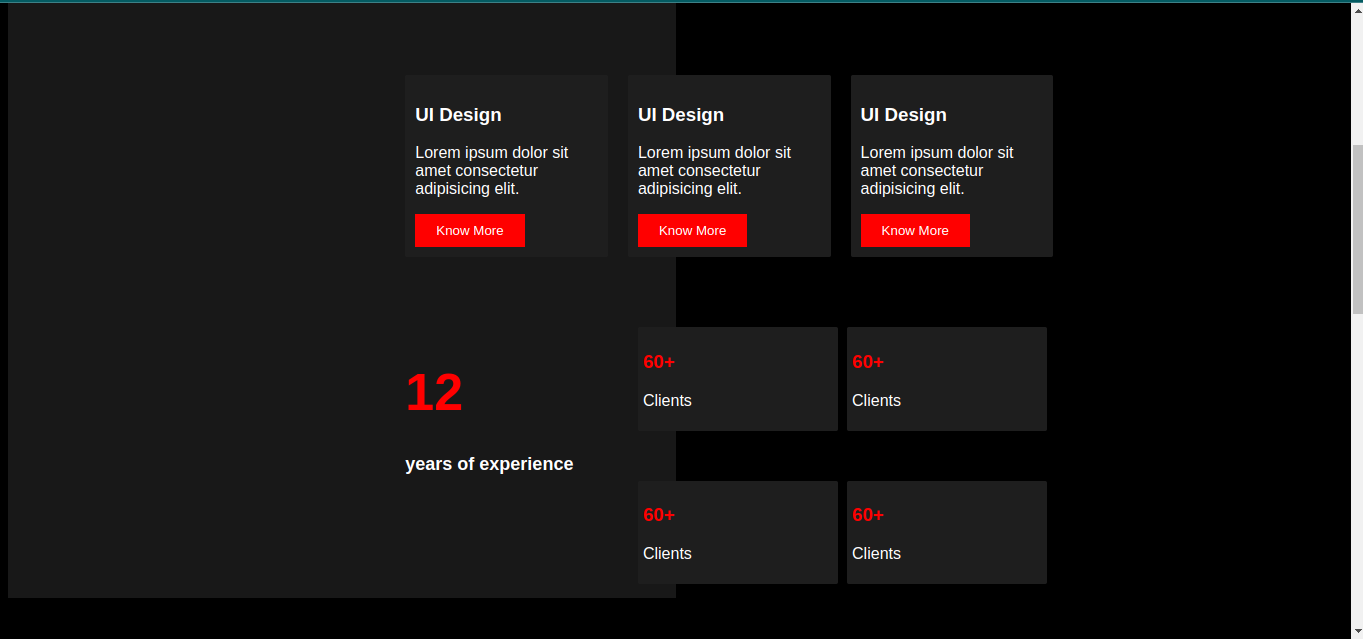 UI Design
Lorem ipsum dolor sit
amet consectetur
adipisicing elit.
Know More
UI Design
Lorem ipsum dolor sit
amet consectetur
adipisicing elit.
Know More
UI Design
Lorem ipsum dolor sit
amet consectetur
adipisicing elit.
Know More
12
years of experience
60+
Clients
60+
Clients
60+
Clients
60+
Clients